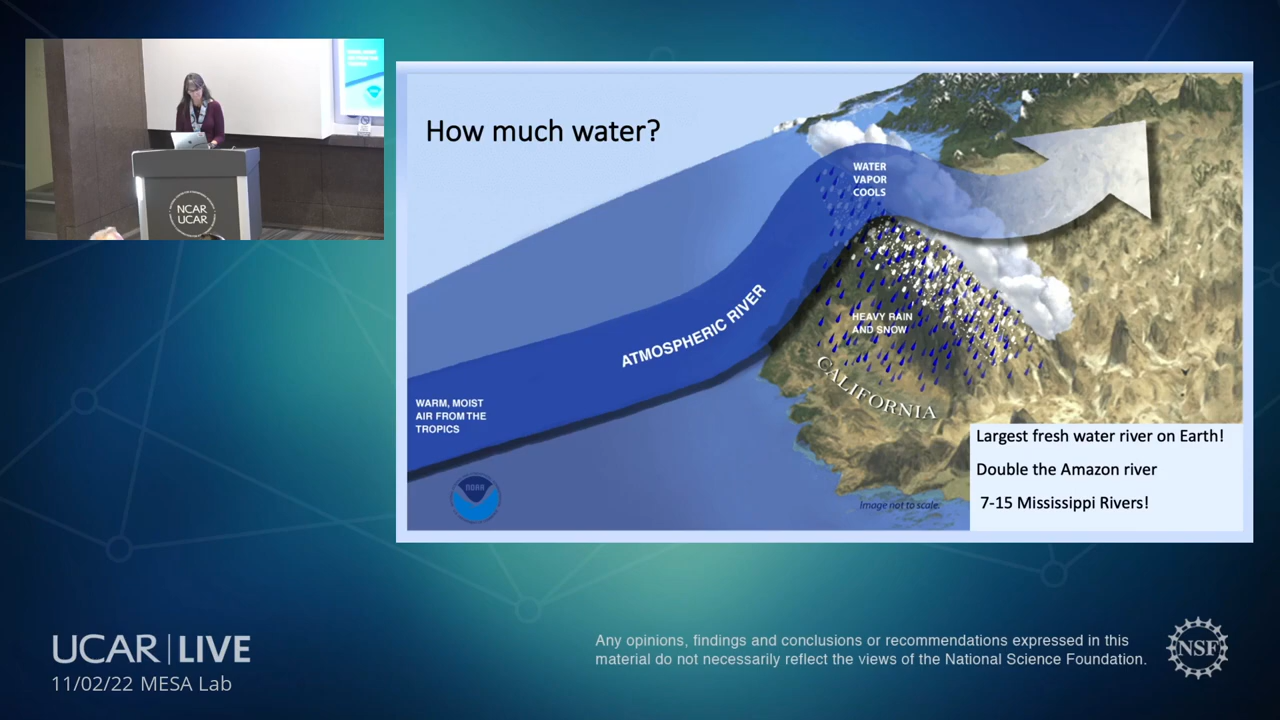 NCAR
UCAR
How much water?
WATER
VAPOR
COOLS
ATMOSPHERIC RIVER
HEAVY RAIN
AND SNOW
CALIFORNIA
WARM, MOIST
AIR FROM THE
TROPICS
NOAA
Image not to scale.
Largest fresh water river on Earth!
Double the Amazon river
7-15 Mississippi Rivers!
UCAR | LIVE
11/02/22 MESA Lab
Any opinions, findings and conclusions or recommendations expressed in this
material do not necessarily reflect the views of the National Science Foundation.
NSF